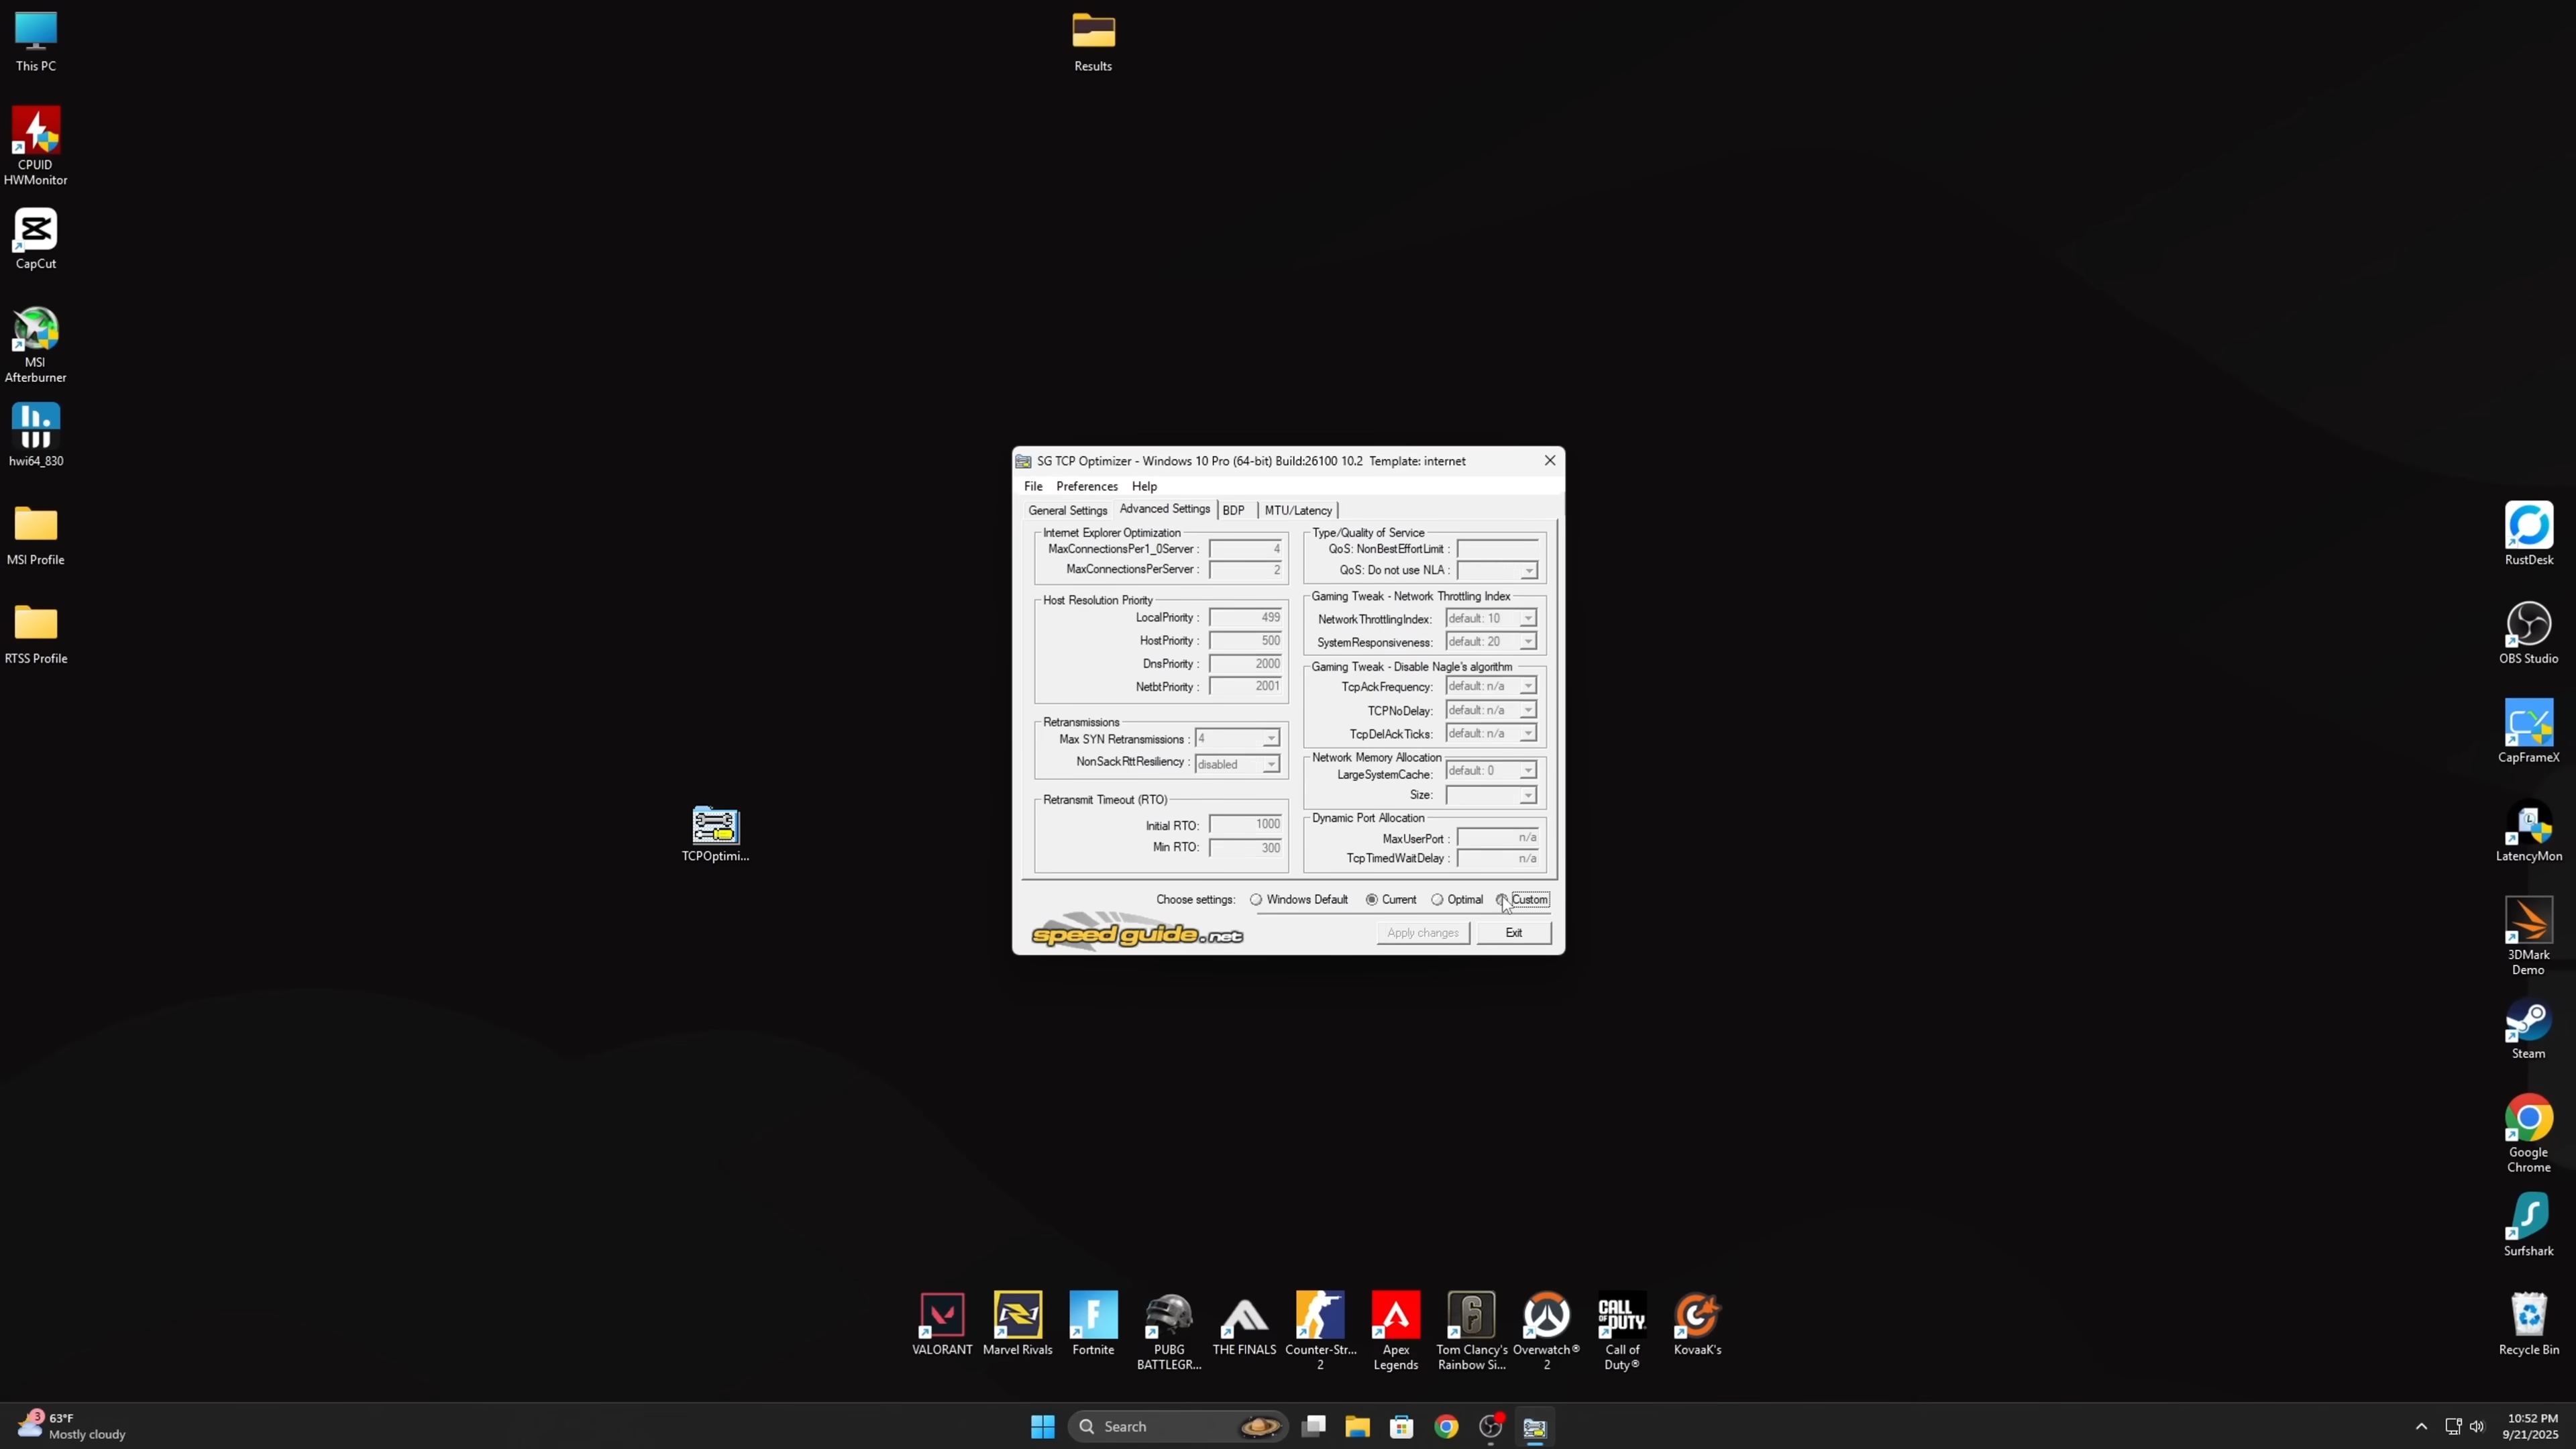 This PC
CPUID
HWMonitor
CapCut
MSI
Afterburner
hwi64_830
MSI Profile
RTSS Profile
Results
TCPOptimi...
SG TCP Optimizer - Windows 10 Pro (64-bit) Build:26100 10.2 Template: internet
File Preferences Help
General Settings Advanced Settings BDP MTU/Latency
Internet Explorer Optimization
MaxConnectionsPer1_0Server : 4
MaxConnectionsPerServer : 2
Host Resolution Priority
LocalPriority : 499
HostPriority : 500
DnsPriority : 2000
NetbtPriority : 2001
Retransmissions
Max SYN Retransmissions : 4
NonSackRttResiliency : disabled
Retransmit Timeout (RTO)
Initial RTO: 1000
Min RTO: 300
Type/Quality of Service
QoS: NonBestEffortLimit :
QoS: Do not use NLA :
Gaming Tweak - Network Throttling Index
NetworkThrottlingIndex: default: 10
SystemResponsiveness: default: 20
Gaming Tweak - Disable Nagle's algorithm
TcpAckFrequency: default: n/a
TCPNoDelay: default: n/a
TcpDelAckTicks: default: n/a
Network Memory Allocation
LargeSystemCache: default: 0
Size:
Dynamic Port Allocation
MaxUserPort : n/a
TcpTimedWaitDelay : n/a
Choose settings: Windows Default Current Optimal Custom
speed guide.net
Apply changes Exit
RustDesk
OBS Studio
CapFrameX
LatencyMon
3DMark
Demo
Steam
Google
Chrome
Surfshark
Recycle Bin
CALL
OF DUTY
VALORANT
Marvel Rivals
Fortnite
PUBG
BATTLEGR...
THE FINALS
Counter-Str...
2
Apex
Legends
Tom Clancy's
Rainbow Si...
Overwatch®
2
Call of
Duty®
KovaaK's
3
63°F
Mostly cloudy
Search
10:52 PM
9/21/2025